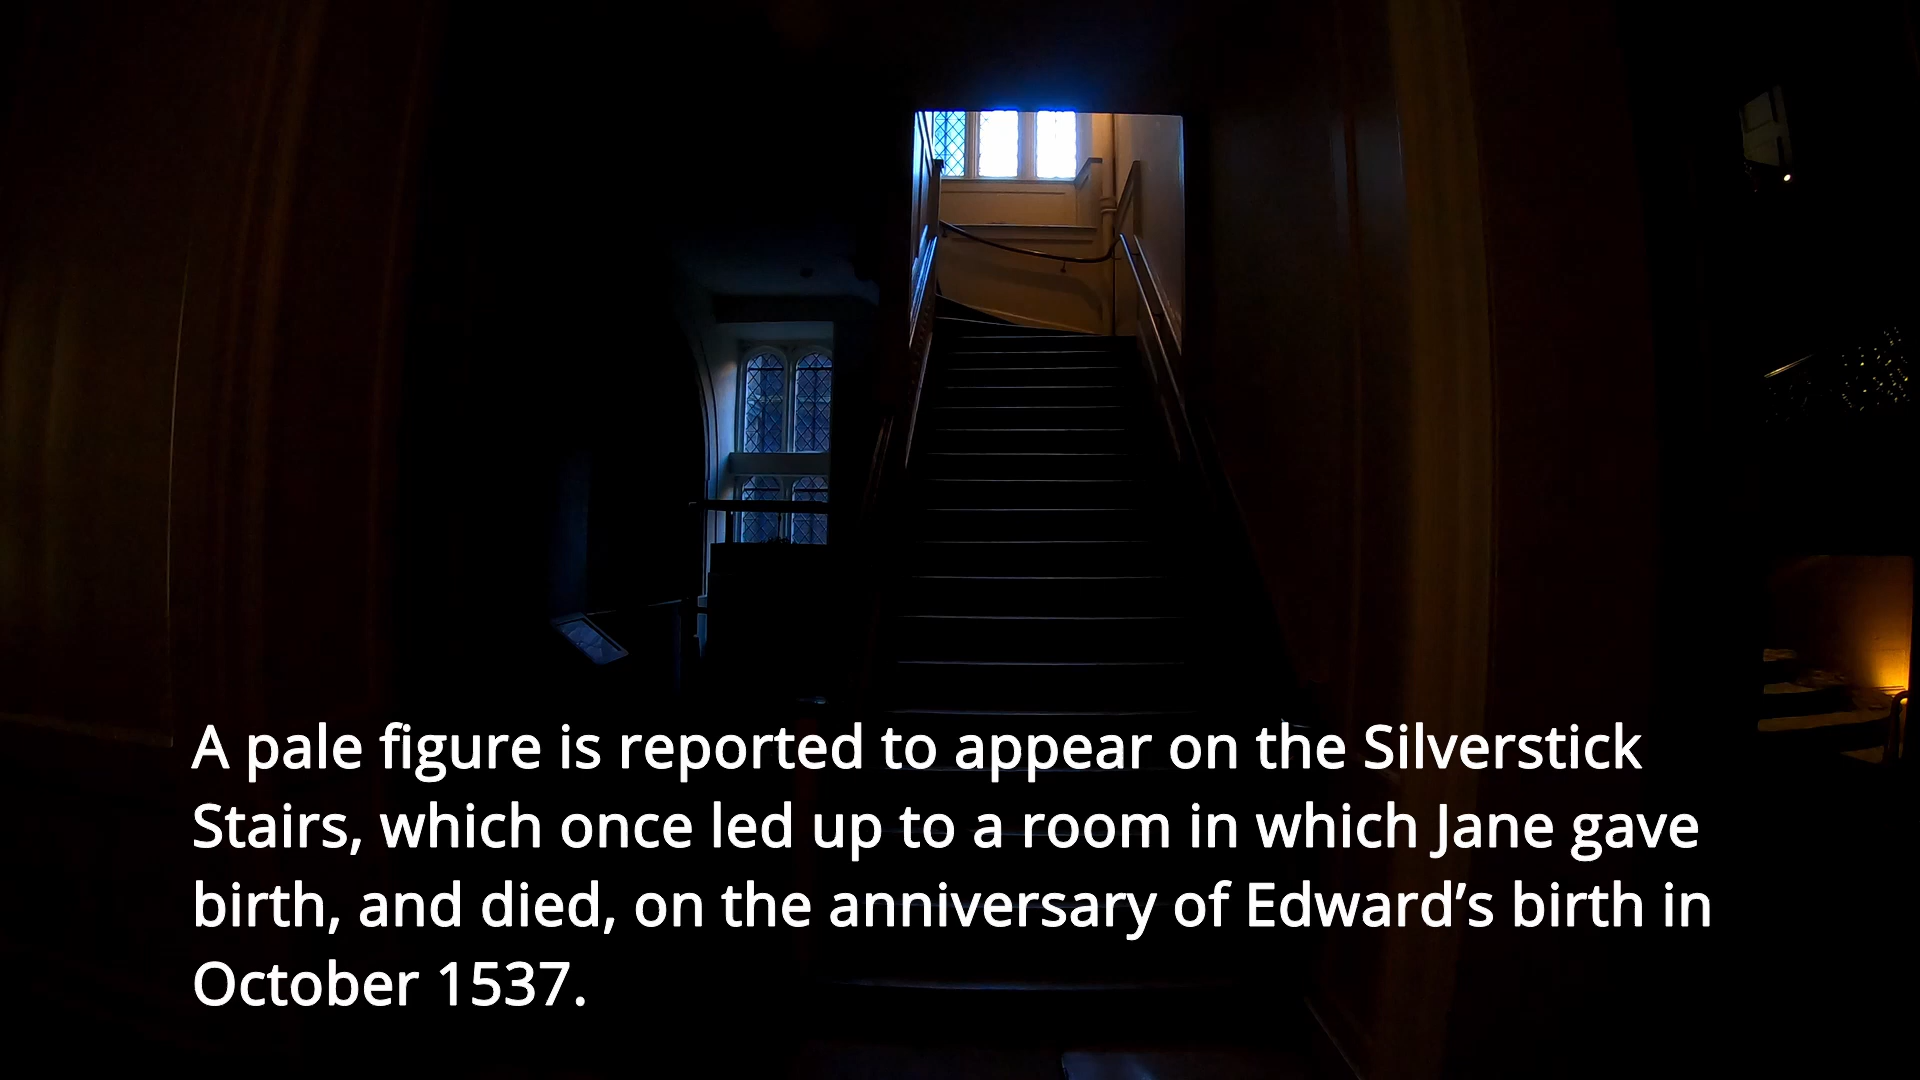 A pale figure is reported to appear on the Silverstick
Stairs, which once led up to a room in which Jane gave
birth, and died, on the anniversary of Edward’s birth in
October 1537.